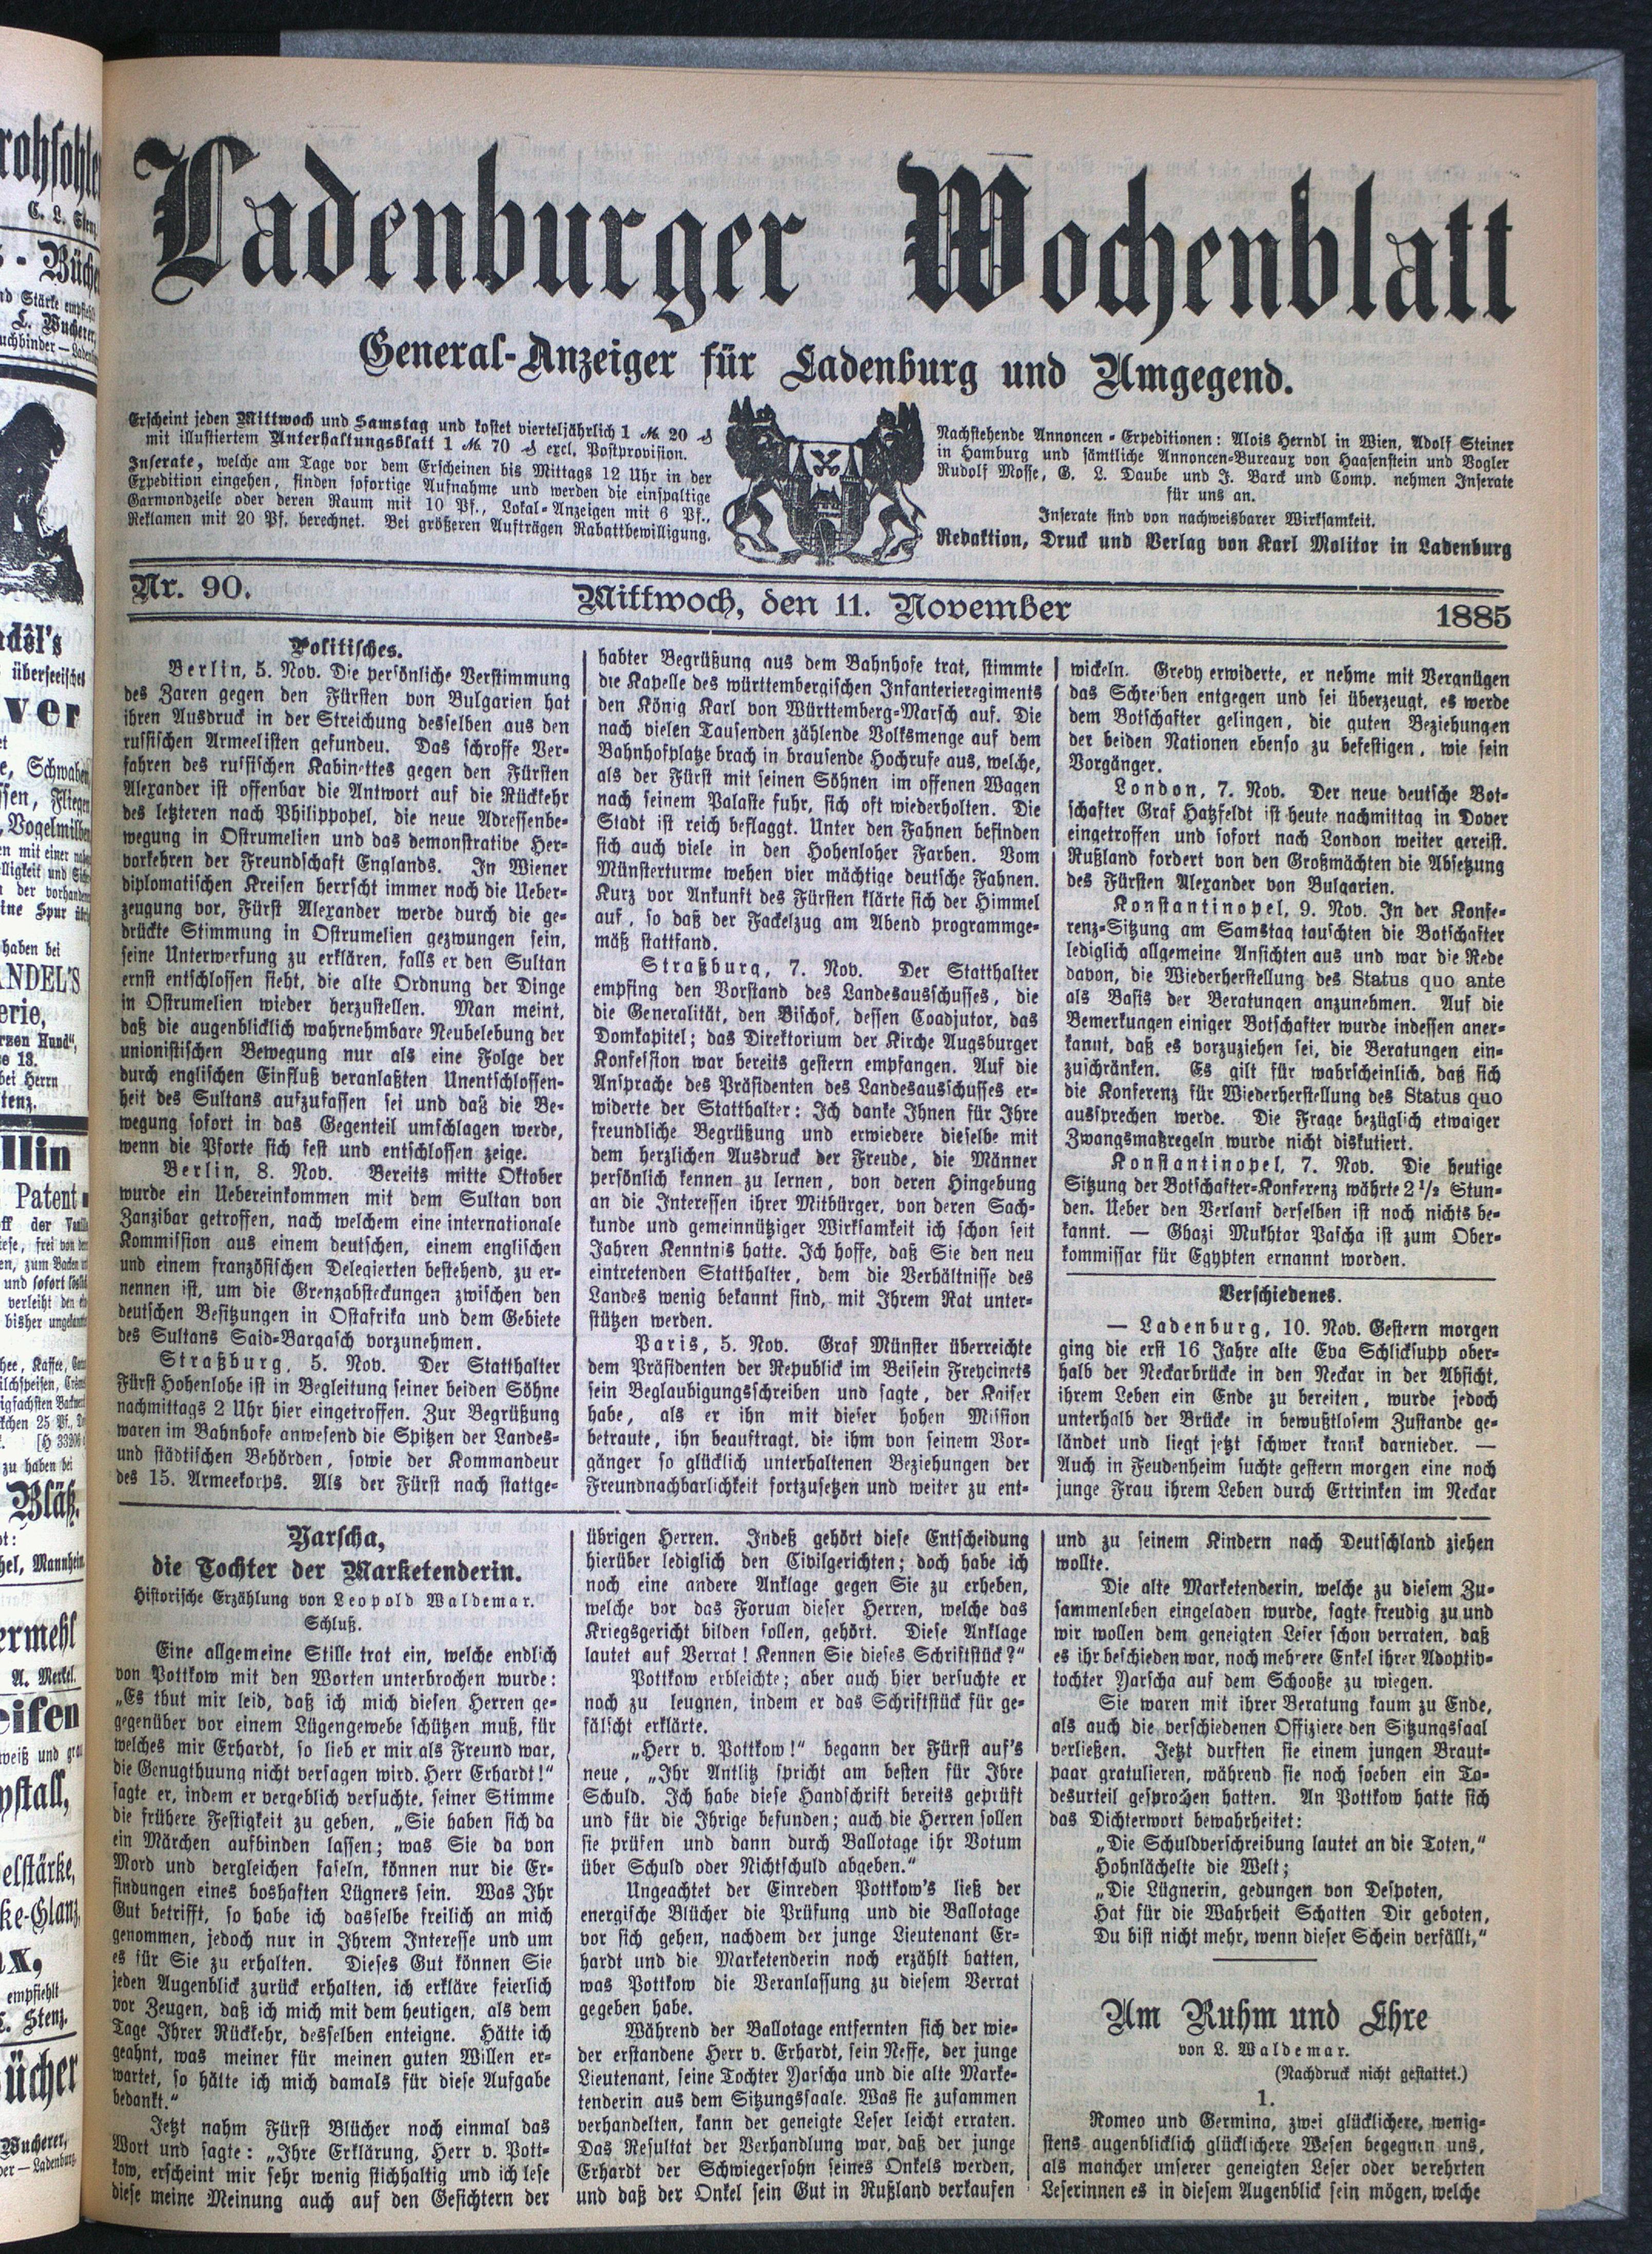 Ladenburger Wochenblatt
General-Anzeiger für Ladenburg und Umgegend.
Erscheint jeden Mittwoch und Samstag und kostet vierteljährlich 1 M. 20 ₰
mit illustiertem Unterhaltungsblatt 1 M. 70 ₰ excl. Postprovision.
Inserate, welche am Tage vor dem Erscheinen bis Mittags 12 Uhr in der
Expedition eingehen, finden sofortige Aufnahme und werden die einspaltige
Garmondzeile oder deren Raum mit 10 Pf., Lokal-Anzeigen mit 6 Pf.,
Reklamen mit 20 Pf. berechnet. Bei größeren Aufträgen Rabattbewilligung.
Nachstehende Annoncen-Expeditionen: Alois Herndl in Wien, Adolf Steiner
in Hamburg und sämtliche Annoncen-Bureaux von Haasenstein und Vogler
Rudolf Mosse, G. L. Daube und J. Barck und Comp. nehmen Inserate
für uns an.
Inserate sind von nachweisbarer Wirksamkeit.
Redaktion, Druck und Verlag von Karl Molitor in Ladenburg
Nr. 90.
Mittwoch, den 11. November
1885
Politisches.
Berlin, 5. Nov. Die persönliche Verstimmung
des Zaren gegen den Fürsten von Bulgarien hat
ihren Ausdruck in der Streichung desselben aus den
russischen Armeelisten gefunden. Das schroffe Ver-
fahren des russischen Kabinettes gegen den Fürsten
Alexander ist offenbar die Antwort auf die Rückkehr
des letzteren nach Philippopel, die neue Adressenbe-
wegung in Ostrumelien und das demonstrative Her-
vorkehren der Freundschaft Englands. In Wiener
diplomatischen Kreisen herrscht immer noch die Ueber-
zeugung vor, Fürst Alexander werde durch die ge-
drückte Stimmung in Ostrumelien gezwungen sein,
seine Unterwerfung zu erklären, falls er den Sultan
ernst entschlossen sieht, die alte Ordnung der Dinge
in Ostrumelien wieder herzustellen. Man meint,
daß die augenblicklich wahrnehmbare Neubelebung der
unionistischen Bewegung nur als eine Folge der
durch englischen Einfluß veranlaßten Unentschlossen-
heit des Sultans aufzufassen sei und daß die Be-
wegung sofort in das Gegenteil umschlagen werde,
wenn die Pforte sich fest und entschlossen zeige.
Berlin, 8. Nov. Bereits mitte Oktober
wurde ein Uebereinkommen mit dem Sultan von
Zanzibar getroffen, nach welchem eine internationale
Kommission aus einem deutschen, einem englischen
und einem französischen Delegierten bestehend, zu er-
nennen ist, um die Grenzabsteckungen zwischen den
deutschen Besitzungen in Ostafrika und dem Gebiete
des Sultans Said-Bargasch vorzunehmen.
Straßburg, 5. Nov. Der Statthalter
Fürst Hohenlohe ist in Begleitung seiner beiden Söhne
nachmittags 2 Uhr hier eingetroffen. Zur Begrüßung
waren im Bahnhofe anwesend die Spitzen der Landes-
und städtischen Behörden, sowie der Kommandeur
des 15. Armeekorps. Als der Fürst nach stattge-
habter Begrüßung aus dem Bahnhofe trat, stimmte
die Kapelle des württembergischen Infanterieregiments
den König Karl von Württemberg-Marsch auf. Die
nach vielen Tausenden zählende Volksmenge auf dem
Bahnhofplatze brach in brausende Hochrufe aus, welche,
als der Fürst mit seinen Söhnen im offenen Wagen
nach seinem Palaste fuhr, sich oft wiederholten. Die
Stadt ist reich beflaggt. Unter den Fahnen befinden
sich auch viele in den Hohenloher Farben. Vom
Münsterturme wehen vier mächtige deutsche Fahnen.
Kurz vor Ankunft des Fürsten klärte sich der Himmel
auf, so daß der Fackelzug am Abend programmge-
mäß stattfand.
Straßburg, 7. Nov. Der Statthalter
empfing den Vorstand des Landesausschusses, die
die Generalität, den Bischof, dessen Coadjutor, das
Domkapitel; das Direktorium der Kirche Augsburger
Konfession war bereits gestern empfangen. Auf die
Ansprache des Präsidenten des Landesausschusses er-
widerte der Statthalter: Ich danke Ihnen für Ihre
freundliche Begrüßung und erwiedere dieselbe mit
dem herzlichen Ausdruck der Freude, die Männer
persönlich kennen zu lernen, von deren Hingebung
an die Interessen ihrer Mitbürger, von deren Sach-
kunde und gemeinnütziger Wirksamkeit ich schon seit
Jahren Kenntnis hatte. Ich hoffe, daß Sie den neu
eintretenden Statthalter, dem die Verhältnisse des
Landes wenig bekannt sind, mit Ihrem Rat unter-
stützen werden.
Paris, 5. Nov. Graf Münster überreichte
dem Präsidenten der Republick im Beisein Freycinets
sein Beglaubigungsschreiben und sagte, der Kaiser
habe, als er ihn mit dieser hohen Mission
betraute, ihn beauftragt, die ihm von seinem Vor-
gänger so glücklich unterhaltenen Beziehungen der
Freundnachbarlichkeit fortzusetzen und weiter zu ent-
wickeln. Grevy erwiderte, er nehme mit Vergnügen
das Schreiben entgegen und sei überzeugt, es werde
dem Botschafter gelingen, die guten Beziehungen
der beiden Nationen ebenso zu befestigen, wie sein
Vorgänger.
London, 7. Nov. Der neue deutsche Bot-
schafter Graf Hatzfeldt ist heute nachmittag in Dover
eingetroffen und sofort nach London weiter gereist.
Rußland fordert von den Großmächten die Absetzung
des Fürsten Alexander von Bulgarien.
Konstantinopel, 9. Nov. In der Konfe-
renz-Sitzung am Samstag tauschten die Botschafter
lediglich allgemeine Ansichten aus und war die Rede
davon, die Wiederherstellung des Status quo ante
als Basis der Beratungen anzunehmen. Auf die
Bemerkungen einiger Botschafter wurde indessen aner-
kannt, daß es vorzuziehen sei, die Beratungen ein-
zuschränken. Es gilt für wahrscheinlich, daß sich
die Konferenz für Wiederherstellung des Status quo
aussprechen werde. Die Frage bezüglich etwaiger
Zwangsmaßregeln wurde nicht diskutiert.
Konstantinopel, 7. Nov. Die heutige
Sitzung der Botschafter-Konferenz währte 2 1/2 Stun-
den. Ueber den Verlauf derselben ist noch nichts be-
kannt. — Ghazi Mukhtar Pascha ist zum Ober-
kommissar für Egypten ernannt worden.
Verschiedenes.
— Ladenburg, 10. Nov. Gestern morgen
ging die erst 16 Jahre alte Eva Schlicksupp ober-
halb der Neckarbrücke in den Neckar in der Absicht,
ihrem Leben ein Ende zu bereiten, wurde jedoch
unterhalb der Brücke in bewußtlosem Zustande ge-
ländet und liegt jetzt schwer krank darnieder. —
Auch in Feudenheim suchte gestern morgen eine noch
junge Frau ihrem Leben durch Ertrinken im Neckar
Yarscha,
die Tochter der Marketenderin.
Historische Erzählung von Leopold Waldemar.
Schluß.
Eine allgemeine Stille trat ein, welche endlich
von Pottkow mit den Worten unterbrochen wurde:
„Es thut mir leid, daß ich mich diesen Herren ge-
gegenüber vor einem Lügengewebe schützen muß, für
welches mir Erhardt, so lieb er mir als Freund war,
die Genugthuung nicht versagen wird. Herr Erhardt!“
sagte er, indem er vergeblich versuchte, seiner Stimme
die frühere Festigkeit zu geben, „Sie haben sich da
ein Märchen aufbinden lassen; was Sie da von
Mord und dergleichen faseln, können nur die Er-
findungen eines boshaften Lügners sein. Was Ihr
Gut betrifft, so habe ich dasselbe freilich an mich
genommen, jedoch nur in Ihrem Interesse und um
es für Sie zu erhalten. Dieses Gut können Sie
jeden Augenblick zurück erhalten, ich erkläre feierlich
vor Zeugen, daß ich mich mit dem heutigen, als dem
Tage Ihrer Rückkehr, desselben enteigne. Hätte ich
geahnt, was meiner für meinen guten Willen er-
wartet, so hätte ich mich damals für diese Aufgabe
bedankt.“
Jetzt nahm Fürst Blücher noch einmal das
Wort und sagte: „Ihre Erklärung, Herr v. Pott-
kow, erscheint mir sehr wenig stichhaltig und ich lese
diese meine Meinung auch auf den Gesichtern der
übrigen Herren. Indeß gehört diese Entscheidung
hierüber lediglich den Civilgerichten; doch habe ich
noch eine andere Anklage gegen Sie zu erheben,
welche vor das Forum dieser Herren, welche das
Kriegsgericht bilden sollen, gehört. Diese Anklage
lautet auf Verrat! Kennen Sie dieses Schriftstück?“
Pottkow erbleichte; aber auch hier versuchte er
noch zu leugnen, indem er das Schriftstück für ge-
fälscht erklärte.
„Herr v. Pottkow!“ begann der Fürst auf's
neue, „Ihr Antlitz spricht am besten für Ihre
Schuld. Ich habe diese Handschrift bereits geprüft
und für die Ihrige befunden; auch die Herren sollen
sie prüfen und dann durch Ballotage ihr Votum
über Schuld oder Nichtschuld abgeben.“
Ungeachtet der Einreden Pottkow's ließ der
energische Blücher die Prüfung und die Ballotage
vor sich gehen, nachdem der junge Lieutenant Er-
hardt und die Marketenderin noch erzählt hatten,
was Pottkow die Veranlassung zu diesem Verrat
gegeben habe.
Während der Ballotage entfernten sich der wie-
der erstandene Herr v. Erhardt, sein Neffe, der junge
Lieutenant, seine Tochter Yarscha und die alte Marke-
tenderin aus dem Sitzungssaale. Was sie zusammen
verhandelten, kann der geneigte Leser leicht erraten.
Das Resultat der Verhandlung war, daß der junge
Erhardt der Schwiegersohn seines Onkels werden,
und daß der Onkel sein Gut in Rußland verkaufen
und zu seinem Kindern nach Deutschland ziehen
wollte.
Die alte Marketenderin, welche zu diesem Zu-
sammenleben eingeladen wurde, sagte freudig zu und
wir wollen dem geneigten Leser schon verraten, daß
es ihr beschieden war, noch mehrere Enkel ihrer Adoptiv-
tochter Yarscha auf dem Schooße zu wiegen.
Sie waren mit ihrer Beratung kaum zu Ende,
als auch die verschiedenen Offiziere den Sitzungssaal
verließen. Jetzt durften sie einem jungen Braut-
paar gratulieren, während sie noch soeben ein To-
desurteil gesprochen hatten. An Pottkow hatte sich
das Dichterwort bewahrheitet:
„Die Schuldverschreibung lautet an die Toten,“
Hohnlächelte die Welt;
„Die Lügnerin, gedungen von Despoten,
Hat für die Wahrheit Schatten Dir geboten,
Du bist nicht mehr, wenn dieser Schein verfällt,“
Um Ruhm und Ehre
von L. Waldemar.
(Nachdruck nicht gestattet.)
1.
Romeo und Germina, zwei glücklichere, wenig-
stens augenblicklich glücklichere Wesen begegnen uns,
als mancher unserer geneigten Leser oder verehrten
Leserinnen es in diesem Augenblick sein mögen, welche